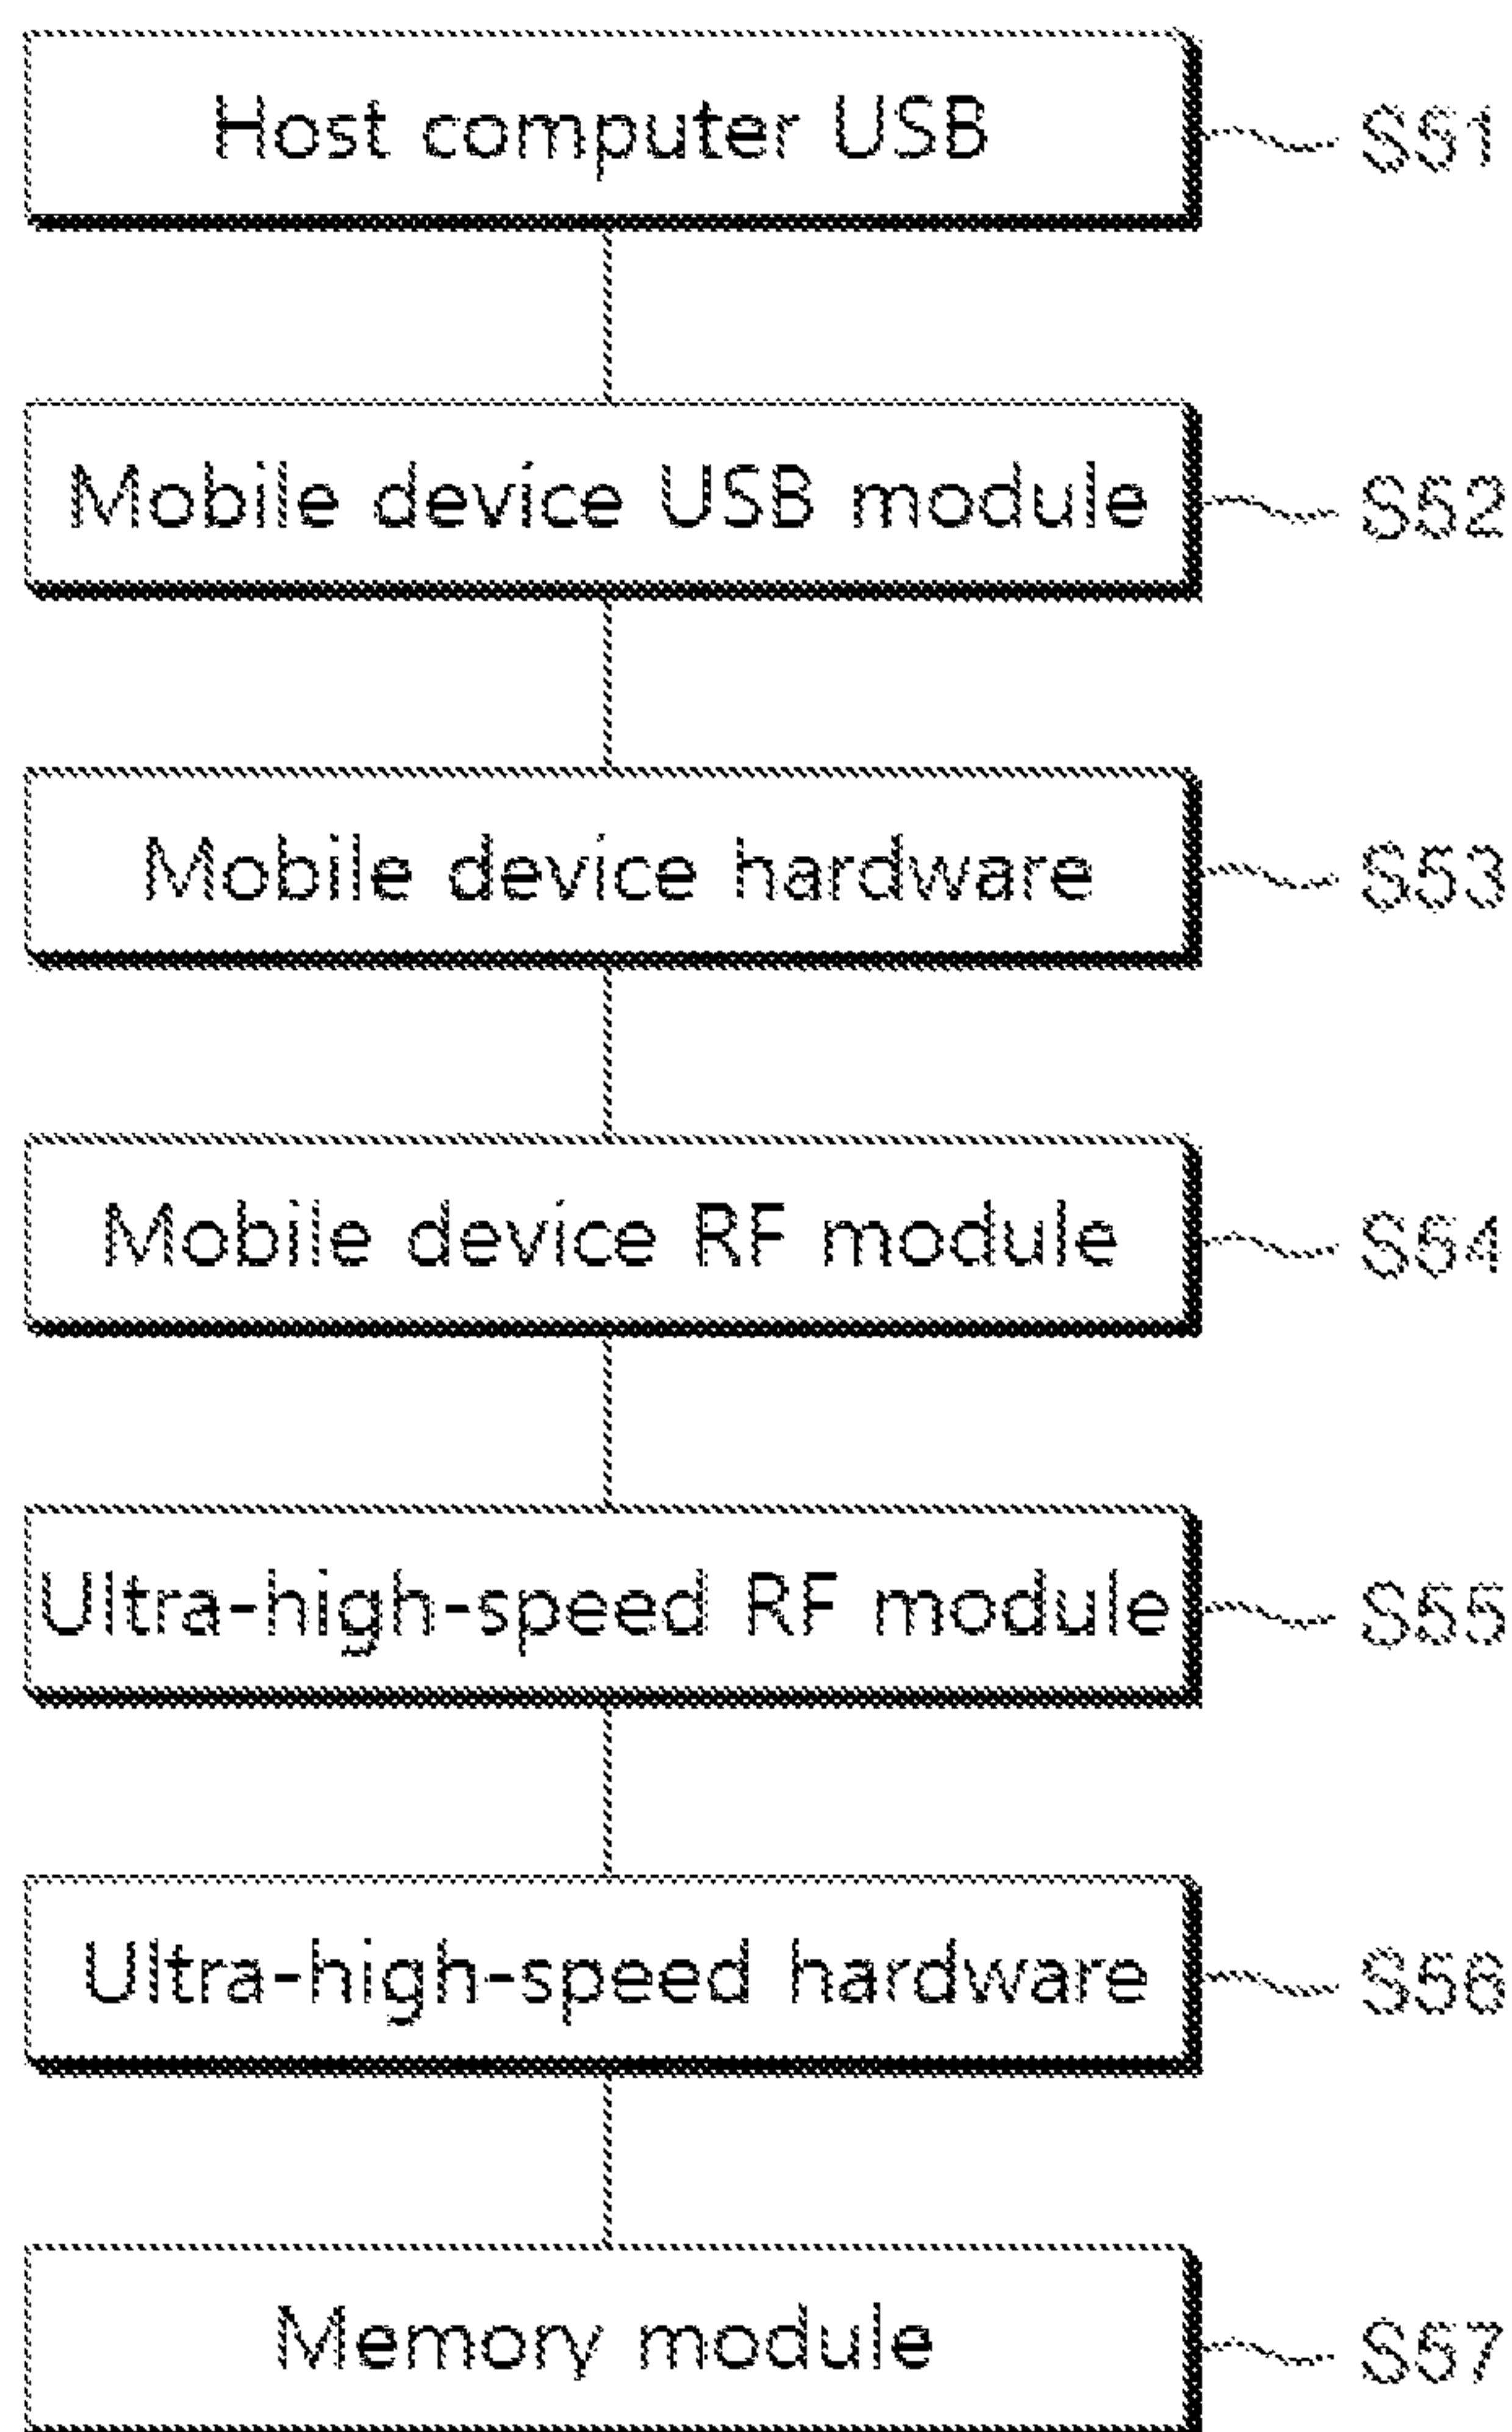 Host computer USB S51
Mobile device USB module S52
Mobile device hardware S53
Mobile device RF module S54
Ultra-high-speed RF module S55
Ultra-high-speed hardware S56
Memory module S57